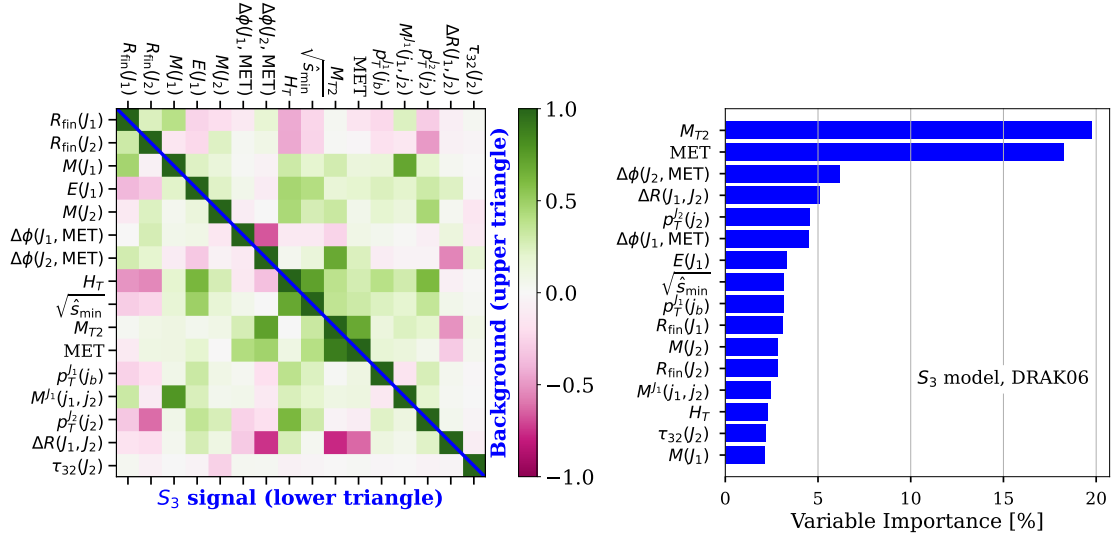 R_fin(J_1)
R_fin(J_2)
M(J_1)
E(J_1)
M(J_2)
Δϕ(J_1, MET)
Δϕ(J_2, MET)
H_T
√ŝ_min
M_T2
MET
p_T^{J_1}(j_b)
M^{J_1}(j_1, j_2)
p_T^{J_2}(j_2)
ΔR(J_1, J_2)
τ_32(J_2)
R_fin(J_1)
R_fin(J_2)
M(J_1)
E(J_1)
M(J_2)
Δϕ(J_1, MET)
Δϕ(J_2, MET)
H_T
√ŝ_min
M_T2
MET
p_T^{J_1}(j_b)
M^{J_1}(j_1, j_2)
p_T^{J_2}(j_2)
ΔR(J_1, J_2)
τ_32(J_2)
S_3 signal (lower triangle)
Background (upper triangle)
1.0
0.5
0.0
−0.5
−1.0
M_T2
MET
Δϕ(J_2, MET)
ΔR(J_1, J_2)
p_T^{J_2}(j_2)
Δϕ(J_1, MET)
E(J_1)
√ŝ_min
p_T^{J_1}(j_b)
R_fin(J_1)
M(J_2)
R_fin(J_2)
M^{J_1}(j_1, j_2)
H_T
τ_32(J_2)
M(J_1)
S_3 model, DRAK06
0 5 10 15 20
Variable Importance [%]